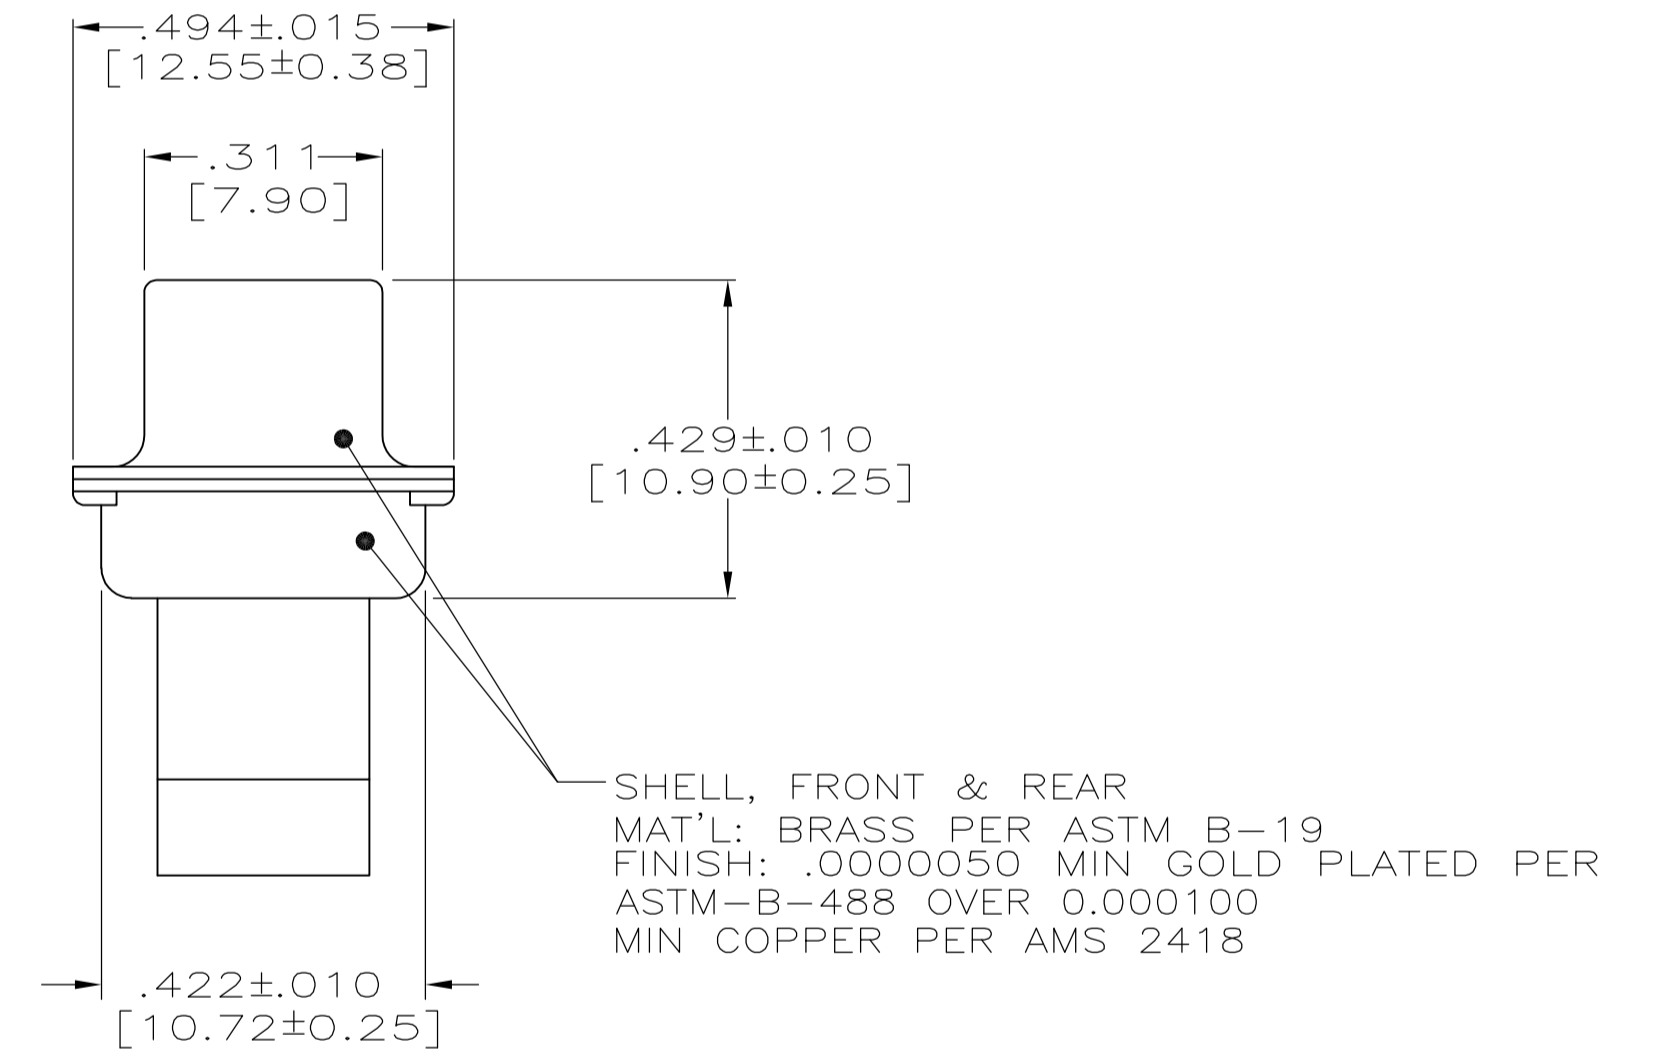 .494±.015
[12.55±0.38]
.311
[7.90]
.429±.010
[10.90±0.25]
SHELL, FRONT & REAR
MAT'L: BRASS PER ASTM B-19
FINISH: .0000050 MIN GOLD PLATED PER
ASTM-B-488 OVER 0.000100
MIN COPPER PER AMS 2418
.422±.010
[10.72±0.25]